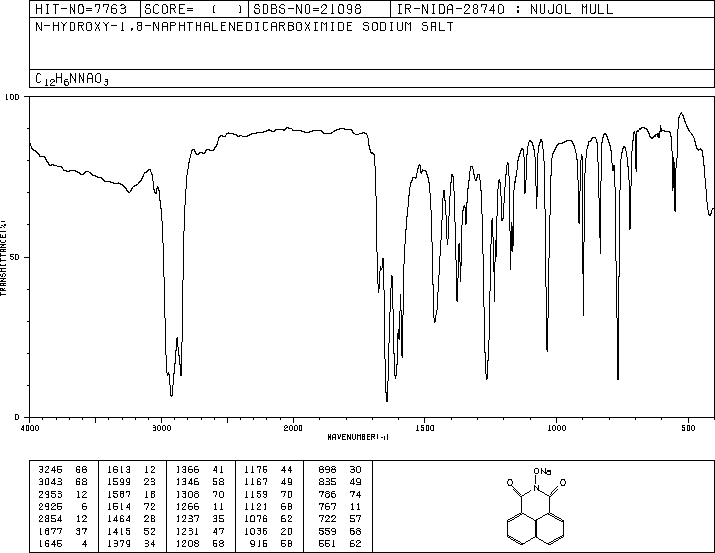 HIT-NO=7763 SCORE= ( ) SDBS-NO=21098 IR-NIDA-28740 : NUJOL MULL
N-HYDROXY-1,8-NAPHTHALENEDICARBOXIMIDE SODIUM SALT
C12H6NNAO3
100
50
0
TRANSMITTANCE(%)
4000 3000 2000 1500 1000 500
WAVENUMBER(-1)
3245 68 1613 12 1366 41 1176 44 898 30
3043 68 1599 23 1346 58 1167 49 835 49
2953 12 1587 18 1308 70 1159 70 786 74
2925 6 1514 72 1266 11 1121 68 767 11
2854 12 1464 28 1237 35 1076 62 722 57
1677 37 1415 52 1231 47 1036 20 559 58
1645 4 1379 34 1208 58 915 58 551 62
ONa
O N O